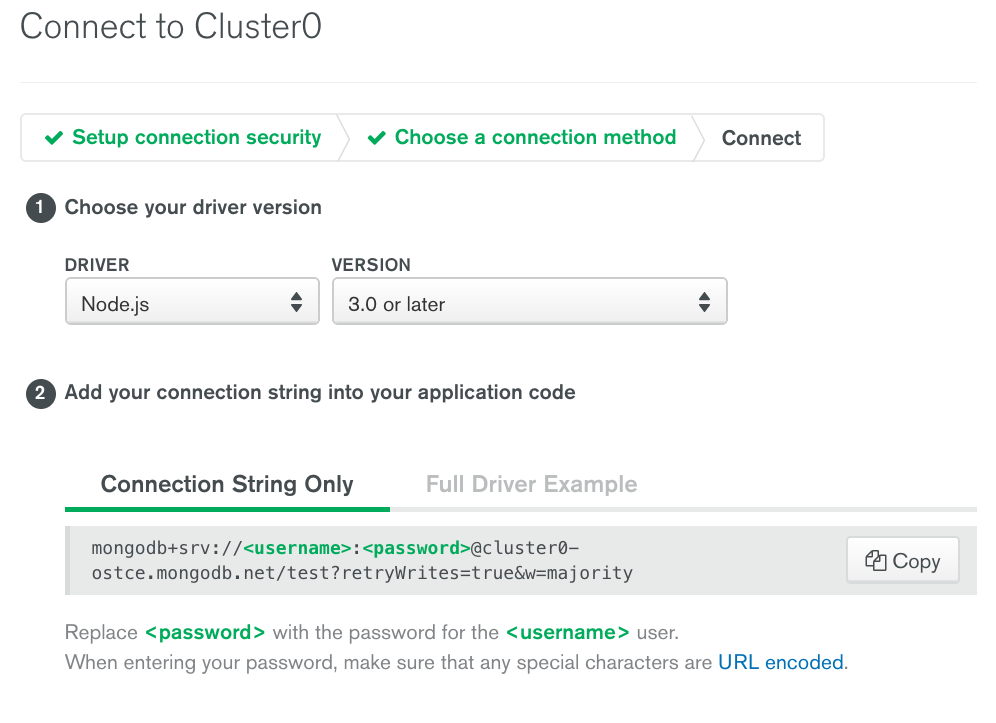 Connect to Cluster0
Setup connection security
Choose a connection method
Connect
1 Choose your driver version
DRIVER
VERSION
Node.js
3.0 or later
2 Add your connection string into your application code
Connection String Only
Full Driver Example
mongodb+srv://<username>:<password>@cluster0-
ostce.mongodb.net/test?retryWrites=true&w=majority
Copy
Replace <password> with the password for the <username> user.
When entering your password, make sure that any special characters are URL encoded.